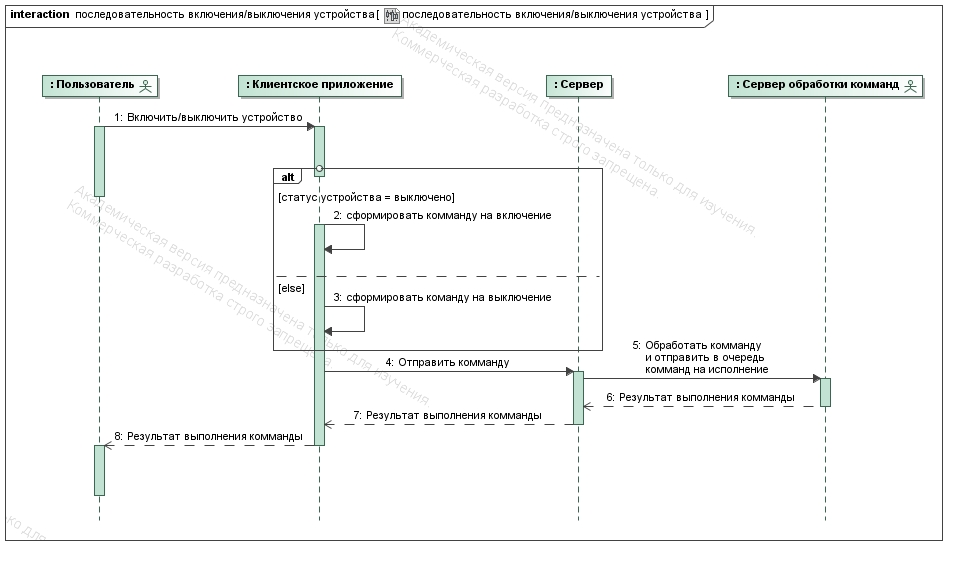 interaction последовательность включения/выключения устройства[ последовательность включения/выключения устройства ]
: Пользователь
: Клиентское приложение
: Сервер
: Сервер обработки комманд
1: Включить/выключить устройство
alt
[статус устройства = выключено]
2: сформировать комманду на включение
[else]
3: сформировать команду на выключение
4: Отправить комманду
5: Обработать комманду
и отправить в очередь
комманд на исполнение
6: Результат выполнения комманды
7: Результат выполнения комманды
8: Результат выполнения комманды
Академическая версия предназначена только для изучения
Коммерческая разработка строго запрещена
Академическая версия предназначена только для изучения
Коммерческая разработка строго запрещена
ько для